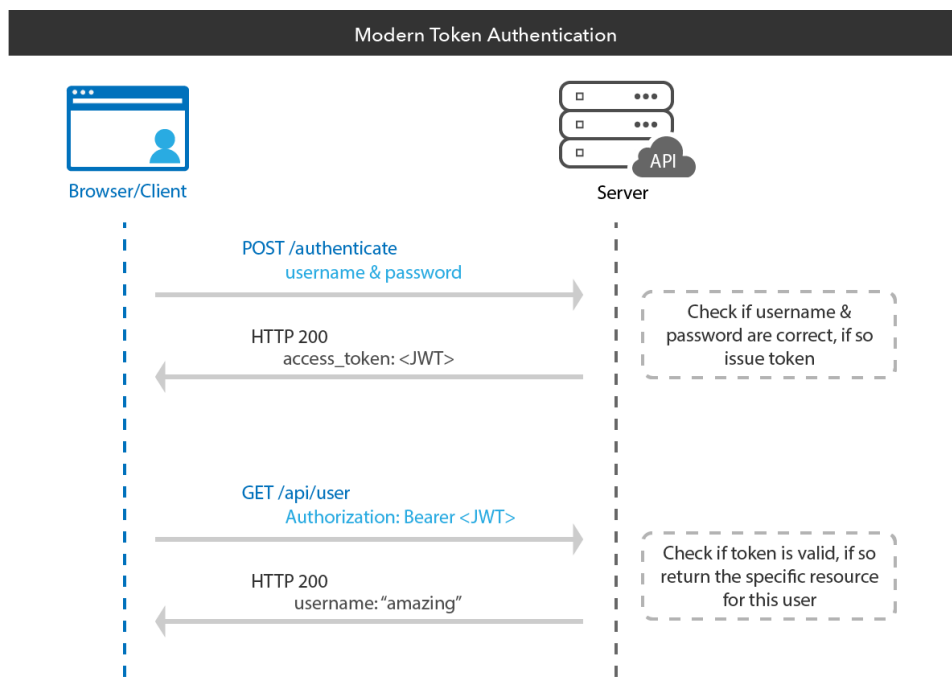 Modern Token Authentication
API
Browser/Client
Server
POST /authenticate
username & password
Check if username &
password are correct, if so
issue token
HTTP 200
access_token: <JWT>
GET /api/user
Authorization: Bearer <JWT>
Check if token is valid, if so
return the specific resource
for this user
HTTP 200
username: “amazing”